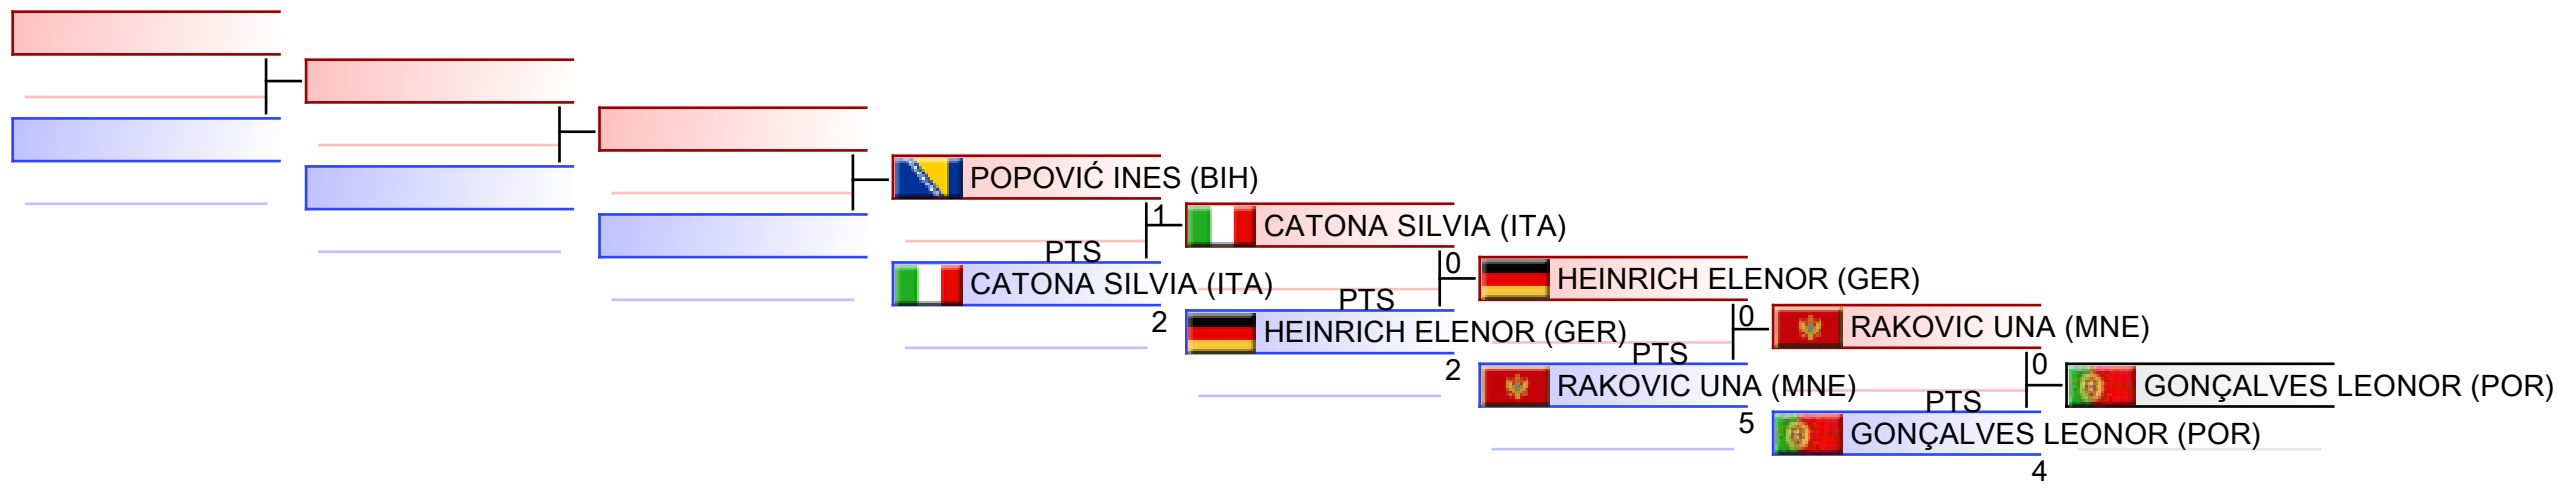 POPOVIĆ INES (BIH)
1
CATONA SILVIA (ITA)
PTS
CATONA SILVIA (ITA)
0
HEINRICH ELENOR (GER)
PTS
2
HEINRICH ELENOR (GER)
0
RAKOVIC UNA (MNE)
PTS
2
RAKOVIC UNA (MNE)
0
GONÇALVES LEONOR (POR)
PTS
5
GONÇALVES LEONOR (POR)
4